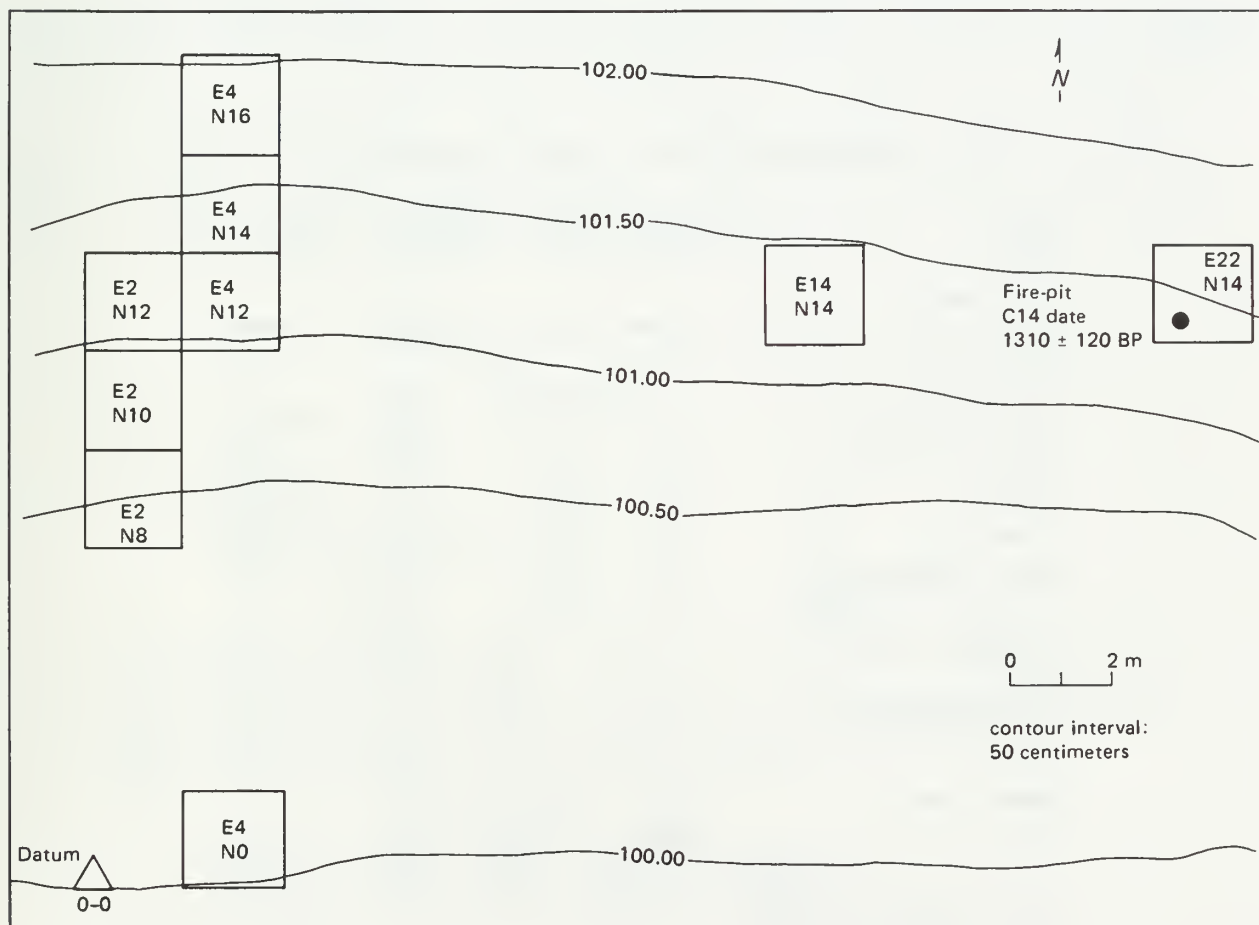 102.00
N
E4
N16
E4
N14
101.50
E2
N12
E4
N12
E14
N14
E22
N14
Fire-pit
C14 date
1310 ± 120 BP
101.00
E2
N10
100.50
E2
N8
0 2 m
contour interval:
50 centimeters
E4
N0
Datum
0-0
100.00